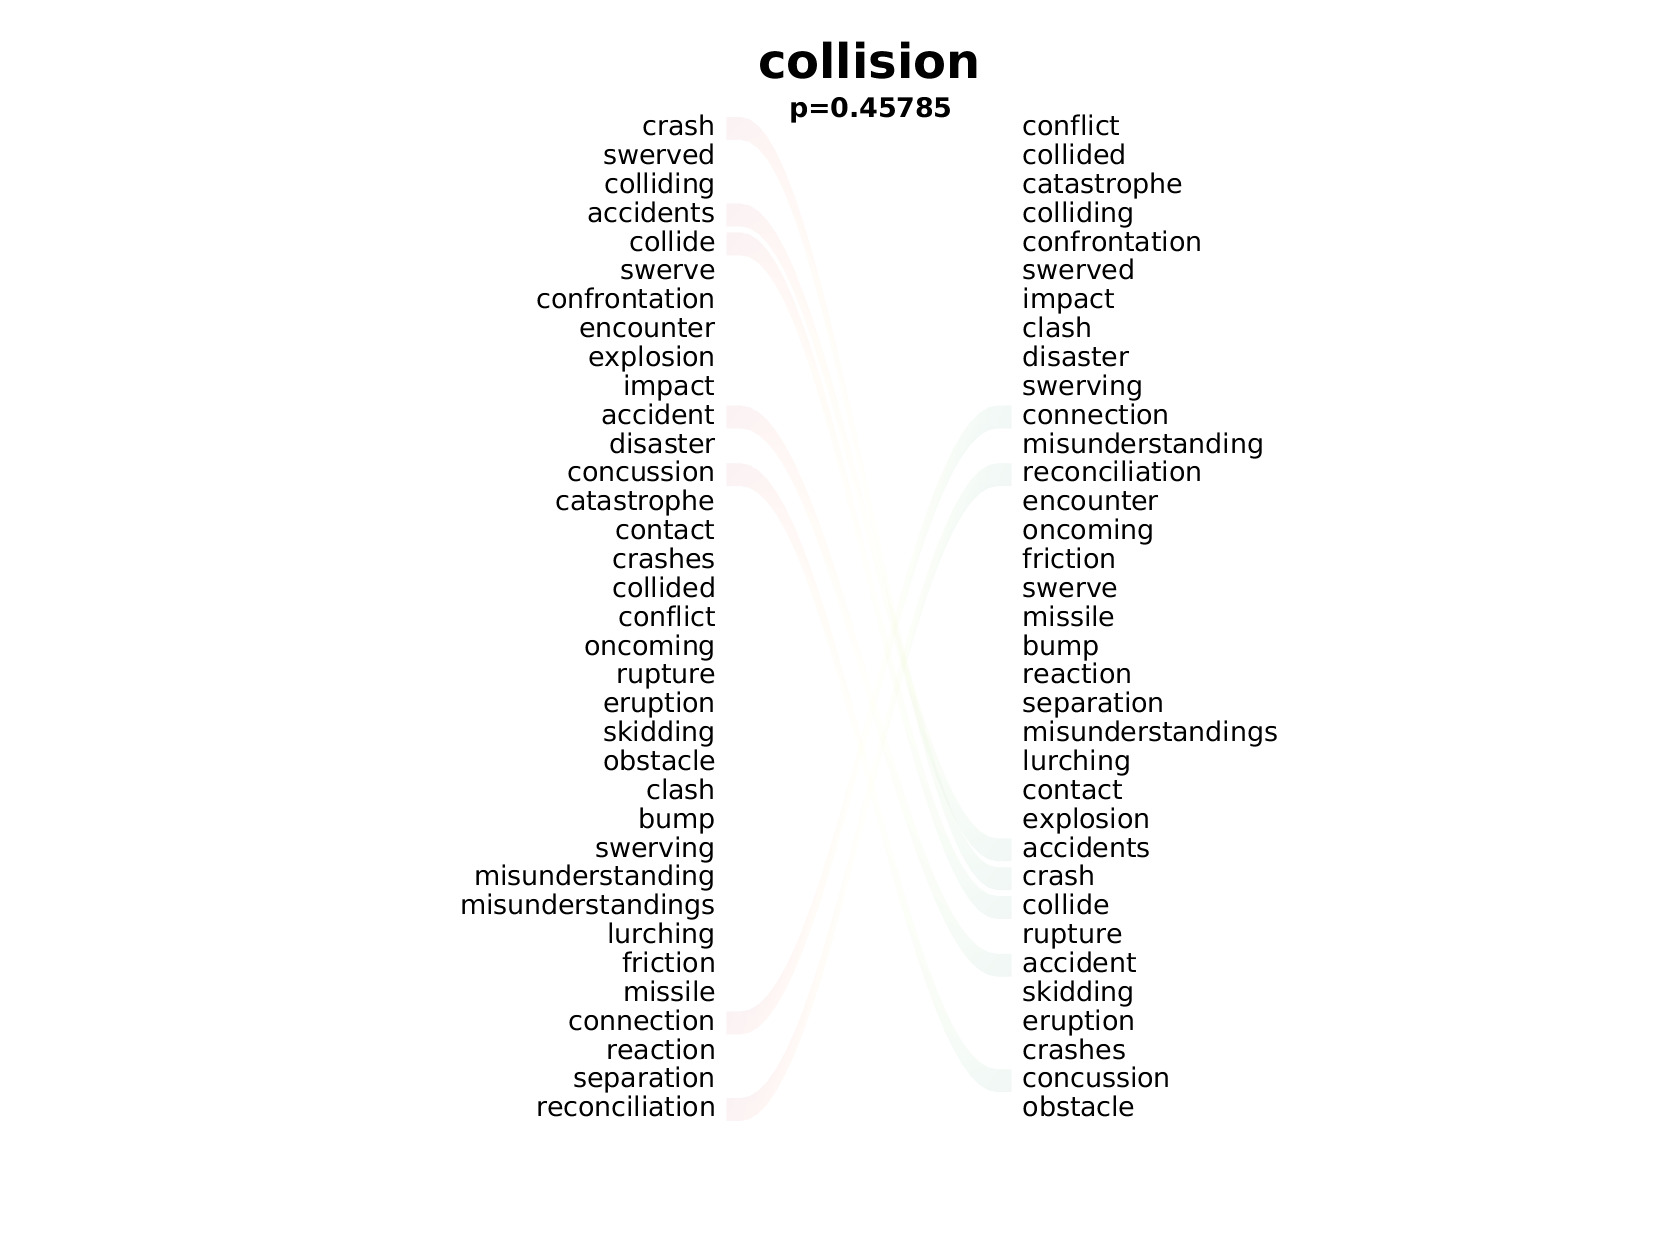 collision
p=0.45785
crash
swerved
colliding
accidents
collide
swerve
confrontation
encounter
explosion
impact
accident
disaster
concussion
catastrophe
contact
crashes
collided
conflict
oncoming
rupture
eruption
skidding
obstacle
clash
bump
swerving
misunderstanding
misunderstandings
lurching
friction
missile
connection
reaction
separation
reconciliation
conflict
collided
catastrophe
colliding
confrontation
swerved
impact
clash
disaster
swerving
connection
misunderstanding
reconciliation
encounter
oncoming
friction
swerve
missile
bump
reaction
separation
misunderstandings
lurching
contact
explosion
accidents
crash
collide
rupture
accident
skidding
eruption
crashes
concussion
obstacle